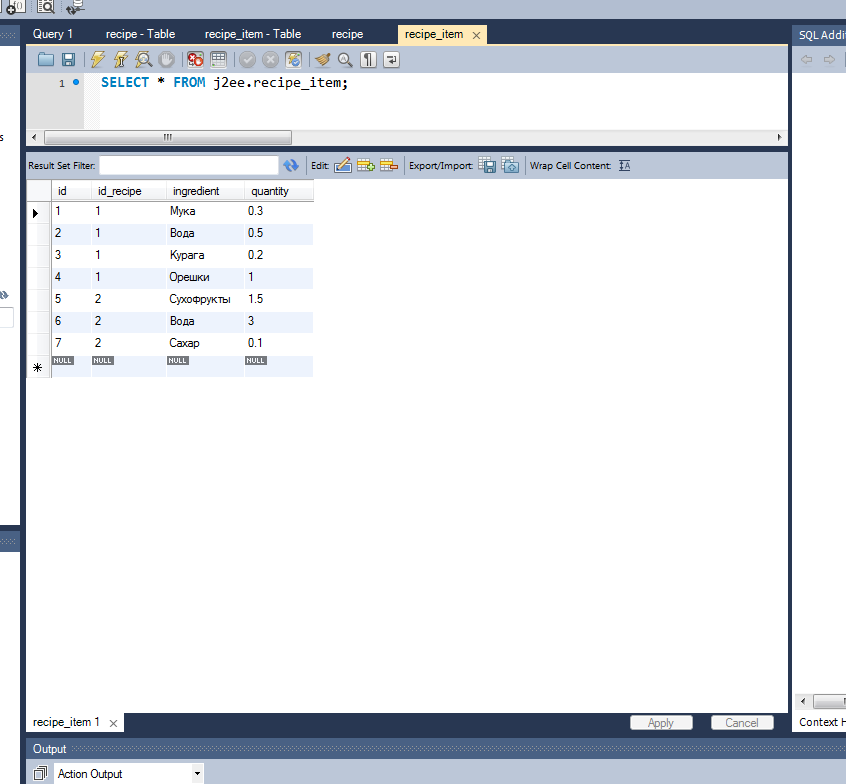 Query 1 recipe - Table recipe_item - Table recipe recipe_item
1 SELECT * FROM j2ee.recipe_item;
Result Set Filter: Edit: Export/Import: Wrap Cell Content:
id id_recipe ingredient quantity
1 1 Мука 0.3
2 1 Вода 0.5
3 1 Курага 0.2
4 1 Орешки 1
5 2 Сухофрукты 1.5
6 2 Вода 3
7 2 Сахар 0.1
NULL NULL NULL NULL
recipe_item 1
Apply Cancel
Output
Action Output
SQL Addi
Context H